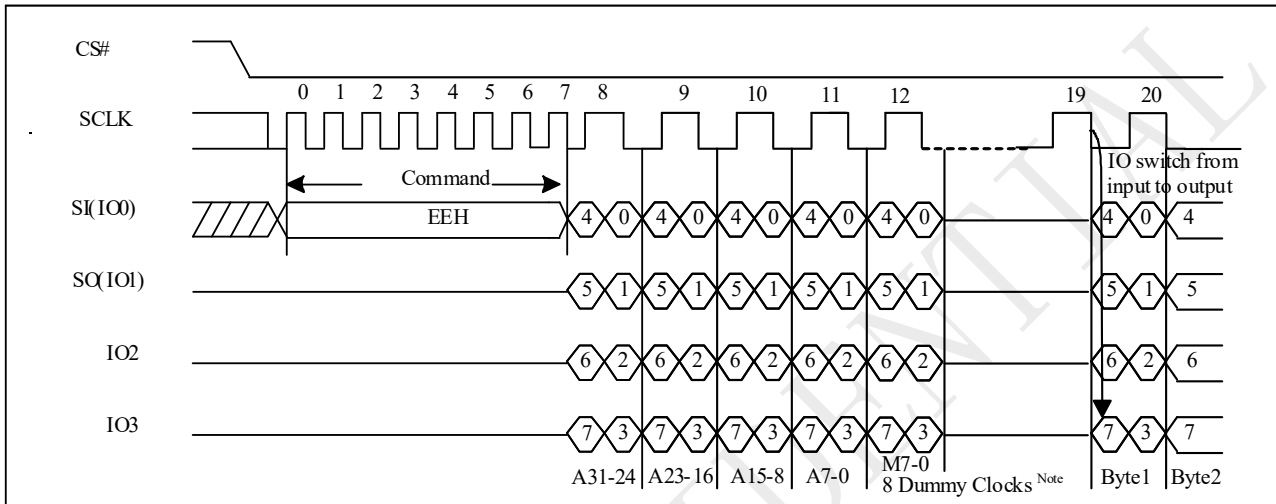 CS#
0 1 2 3 4 5 6 7 8 9 10 11 12 19 20
SCLK
IO switch from
input to output
Command
SI(IO0)
EEH
4 0 4 0 4 0 4 0 4 0 4 0 4
SO(IO1)
5 1 5 1 5 1 5 1 5 1 5 1 5
IO2
6 2 6 2 6 2 6 2 6 2 6 2 6
IO3
7 3 7 3 7 3 7 3 7 3 7 3 7
A31-24 A23-16 A15-8 A7-0 M7-0 Byte1 Byte2
8 Dummy Clocks Note